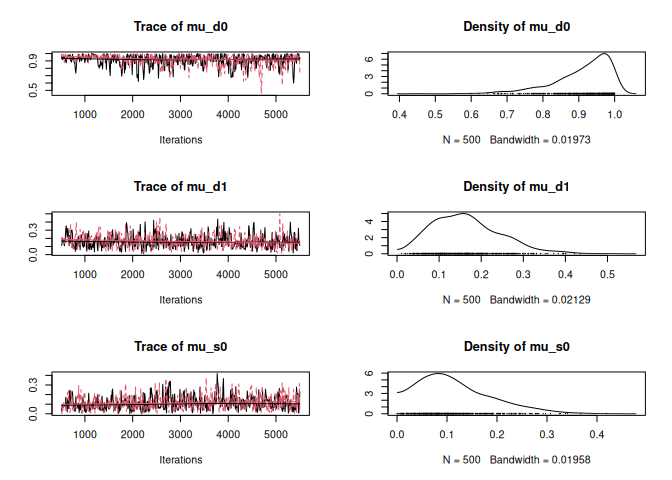 Trace of mu_d0
0.5 0.9
1000 2000 3000 4000 5000
Iterations
Density of mu_d0
0 3 6
0.4 0.5 0.6 0.7 0.8 0.9 1.0
N = 500 Bandwidth = 0.01973
Trace of mu_d1
0.0 0.3
1000 2000 3000 4000 5000
Iterations
Density of mu_d1
0 2 4
0.0 0.1 0.2 0.3 0.4 0.5
N = 500 Bandwidth = 0.02129
Trace of mu_s0
0.0 0.3
1000 2000 3000 4000 5000
Iterations
Density of mu_s0
0 3 6
0.0 0.1 0.2 0.3 0.4
N = 500 Bandwidth = 0.01958